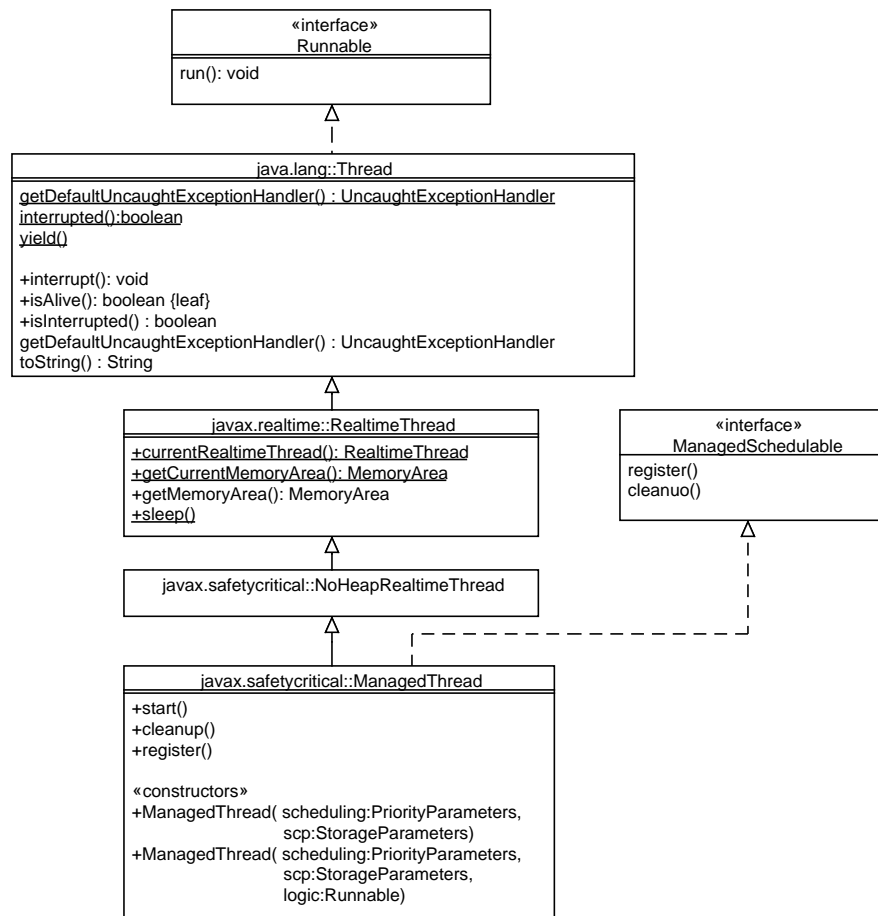 «interface»
Runnable
run(): void
java.lang::Thread
getDefaultUncaughtExceptionHandler() : UncaughtExceptionHandler
interrupted():boolean
yield()
+interrupt(): void
+isAlive(): boolean {leaf}
+isInterrupted() : boolean
getDefaultUncaughtExceptionHandler() : UncaughtExceptionHandler
toString() : String
javax.realtime::RealtimeThread
+currentRealtimeThread(): RealtimeThread
+getCurrentMemoryArea(): MemoryArea
+getMemoryArea(): MemoryArea
+sleep()
«interface»
ManagedSchedulable
register()
cleanuo()
javax.safetycritical::NoHeapRealtimeThread
javax.safetycritical::ManagedThread
+start()
+cleanup()
+register()
«constructors»
+ManagedThread( scheduling:PriorityParameters,
scp:StorageParameters)
+ManagedThread( scheduling:PriorityParameters,
scp:StorageParameters,
logic:Runnable)